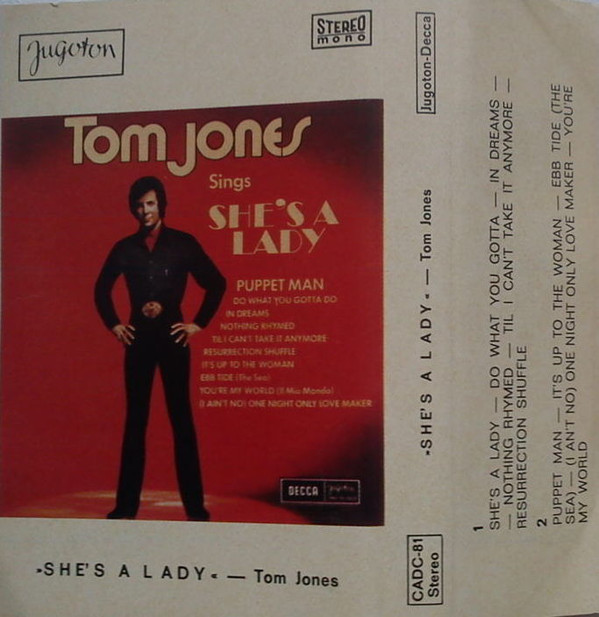 Jugoton
STEREO
mono
Tom Jones
Sings
SHE'S A
LADY
PUPPET MAN
DO WHAT YOU GOTTA DO
IN DREAMS
NOTHING RHYMED
TIL I CAN'T TAKE IT ANYMORE
RESURRECTION SHUFFLE
IT'S UP TO THE WOMAN
EBB TIDE (The Sea)
YOU'RE MY WORLD (Il Mio Mondo)
(I AIN'T NO) ONE NIGHT ONLY LOVE MAKER
DECCA
»SHE'S A LADY« — Tom Jones
Jugoton-Decca
»SHE'S A LADY« — Tom Jones
CADC-81
Stereo
1
SHE'S A LADY — DO WHAT YOU GOTTA — IN DREAMS —
— NOTHING RHYMED — TIL I CAN'T TAKE IT ANYMORE —
RESURRECTION SHUFFLE
2
PUPPET MAN — IT'S UP TO THE WOMAN — EBB TIDE (THE
SEA) — (I AN'T NO) ONE NIGHT ONLY LOVE MAKER — YOU'RE
MY WORLD